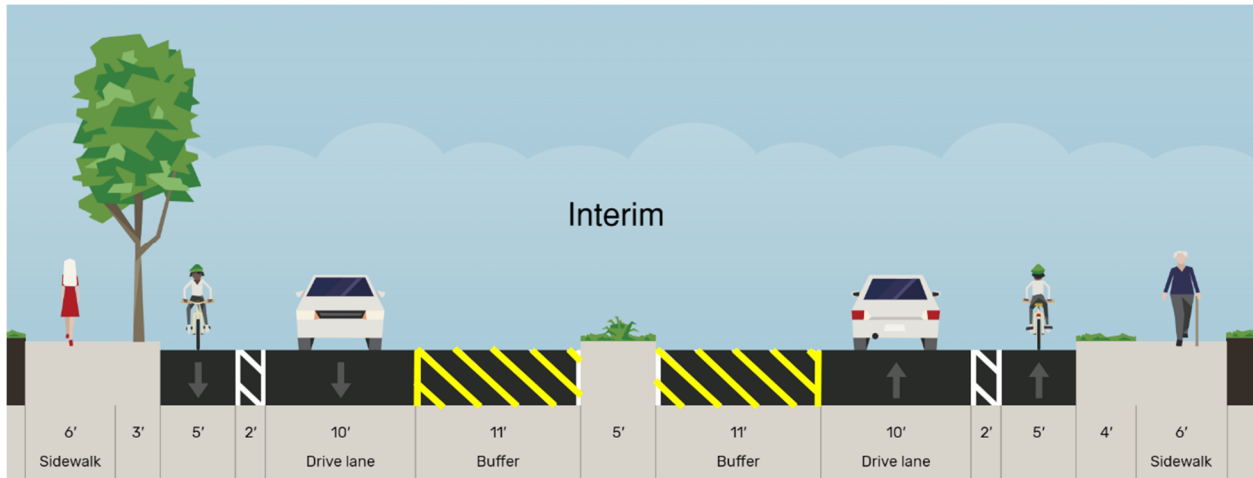 Interim
6' 3' 5' 2' 10' 11' 5' 11' 10' 2' 5' 4' 6'
Sidewalk Drive lane Buffer Buffer Drive lane Sidewalk